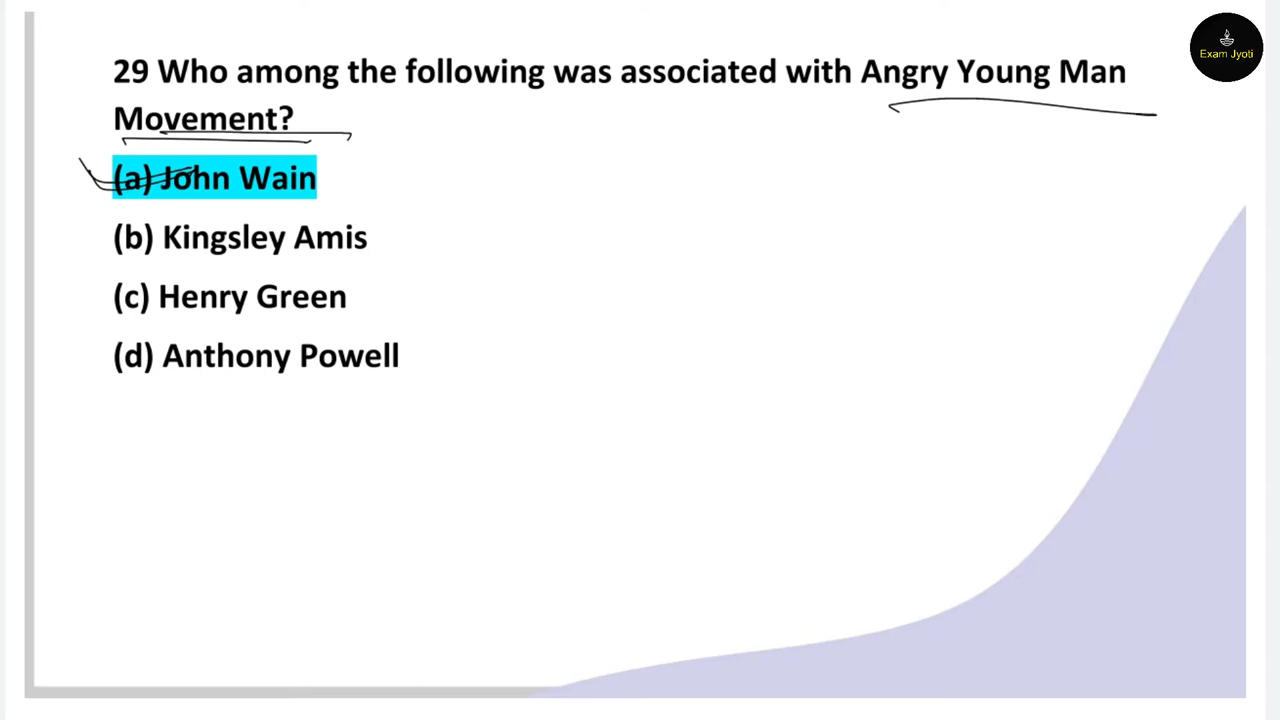 Exam Jyoti
29 Who among the following was associated with Angry Young Man
Movement?
(a) John Wain
(b) Kingsley Amis
(c) Henry Green
(d) Anthony Powell